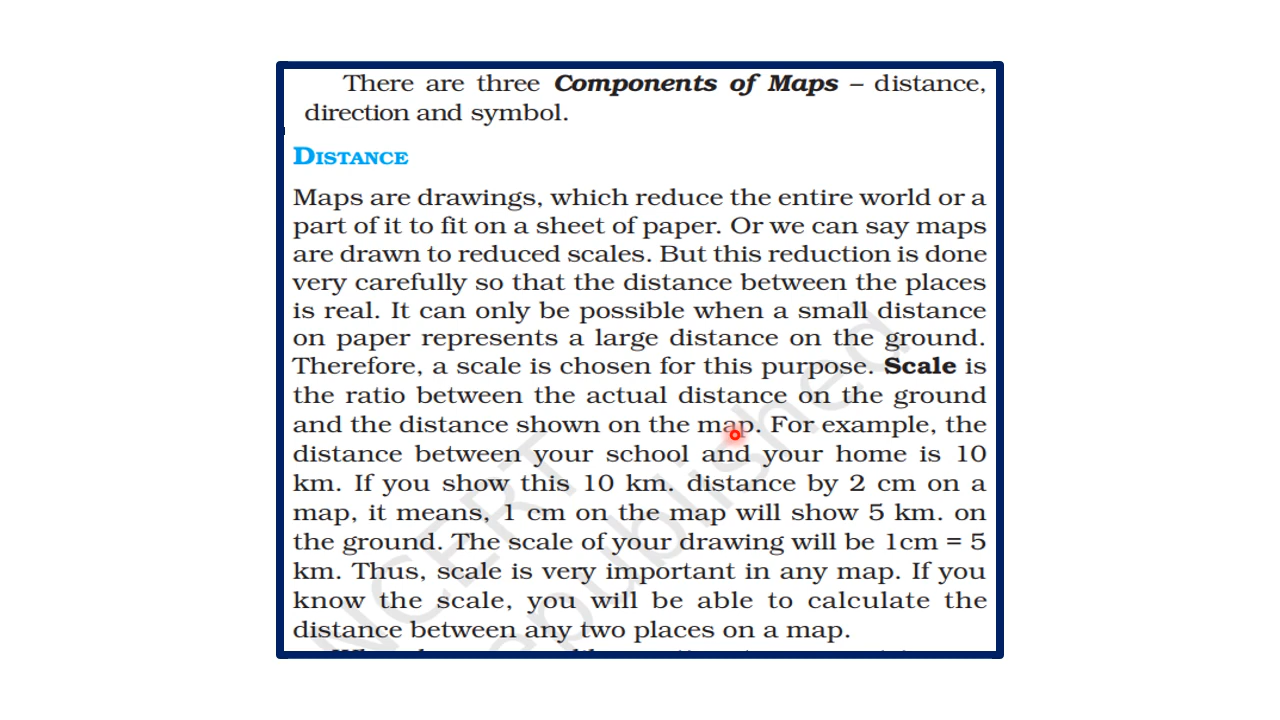 There are three Components of Maps – distance,
direction and symbol.
DISTANCE
Maps are drawings, which reduce the entire world or a
part of it to fit on a sheet of paper. Or we can say maps
are drawn to reduced scales. But this reduction is done
very carefully so that the distance between the places
is real. It can only be possible when a small distance
on paper represents a large distance on the ground.
Therefore, a scale is chosen for this purpose. Scale is
the ratio between the actual distance on the ground
and the distance shown on the map. For example, the
distance between your school and your home is 10
km. If you show this 10 km. distance by 2 cm on a
map, it means, 1 cm on the map will show 5 km. on
the ground. The scale of your drawing will be 1cm = 5
km. Thus, scale is very important in any map. If you
know the scale, you will be able to calculate the
distance between any two places on a map.
NCERT